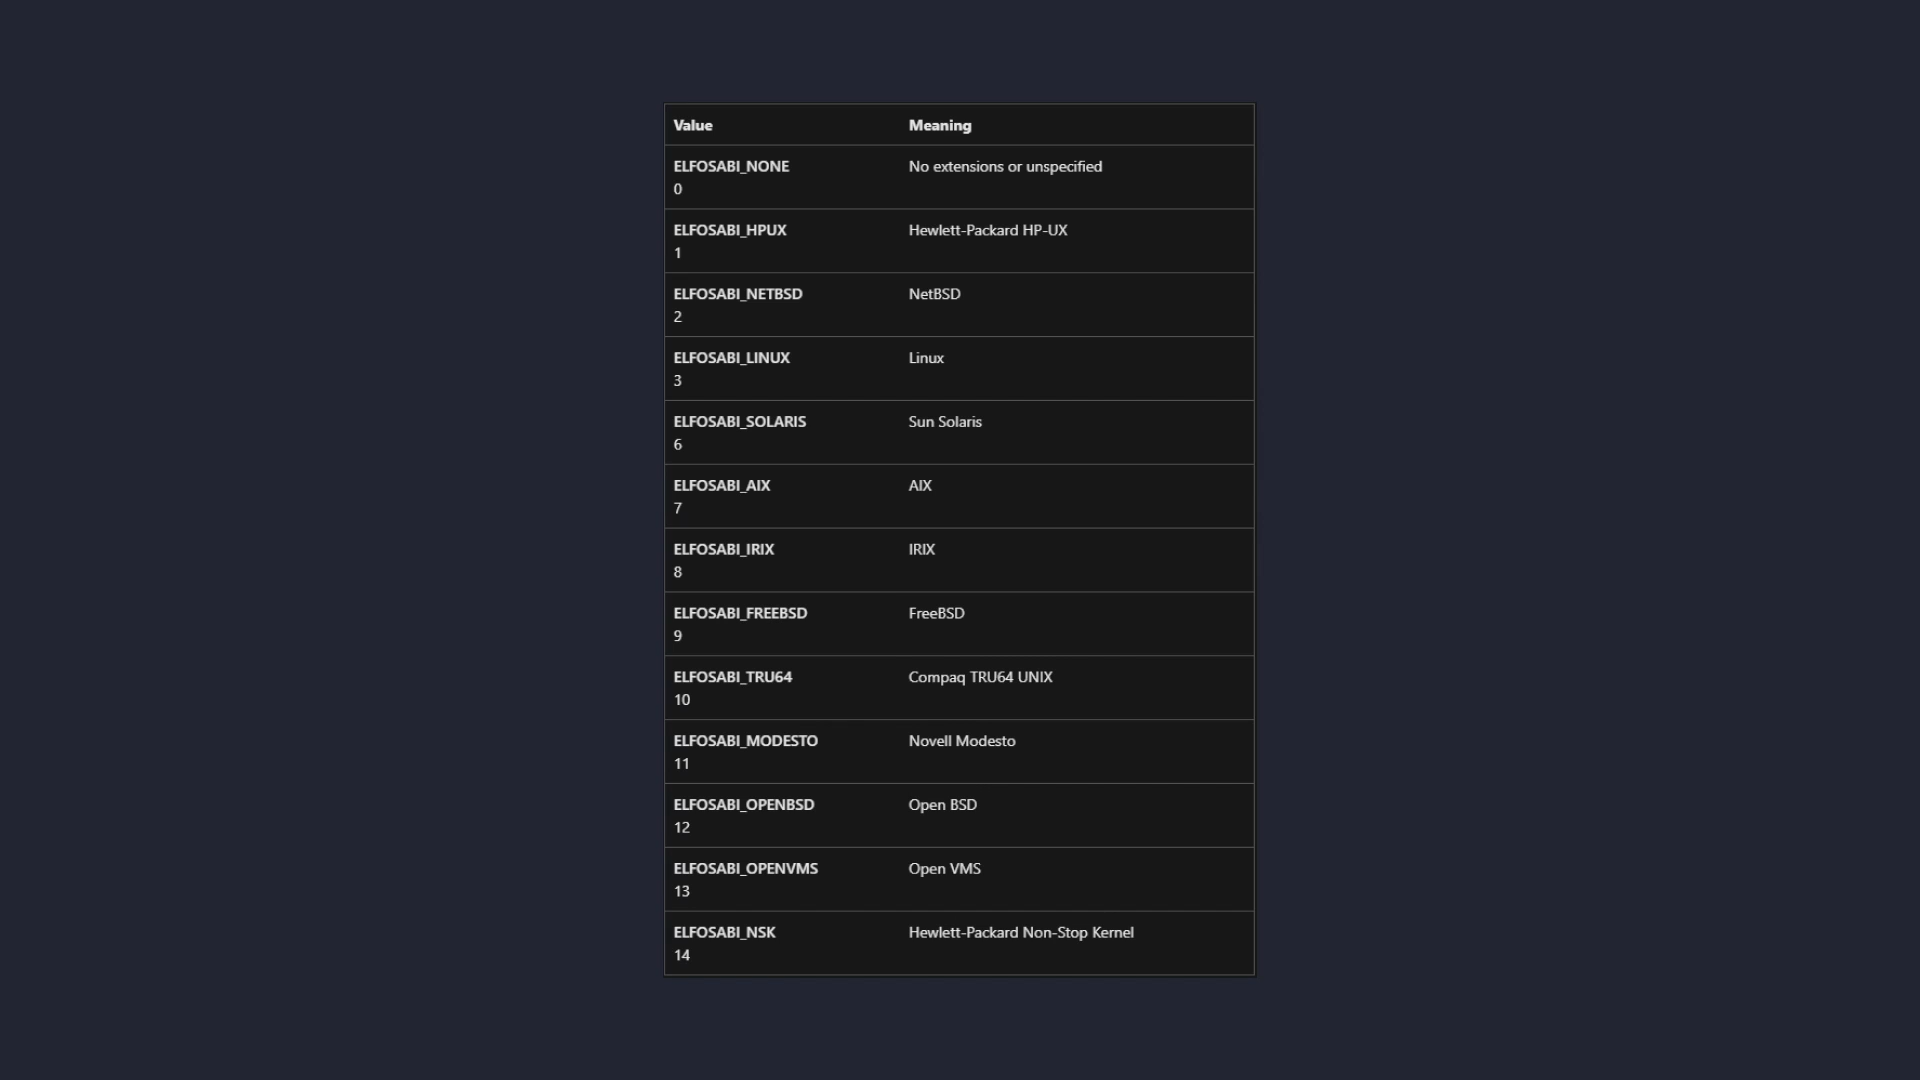 Value Meaning
ELFOSABI_NONE No extensions or unspecified
0
ELFOSABI_HPUX Hewlett-Packard HP-UX
1
ELFOSABI_NETBSD NetBSD
2
ELFOSABI_LINUX Linux
3
ELFOSABI_SOLARIS Sun Solaris
6
ELFOSABI_AIX AIX
7
ELFOSABI_IRIX IRIX
8
ELFOSABI_FREEBSD FreeBSD
9
ELFOSABI_TRU64 Compaq TRU64 UNIX
10
ELFOSABI_MODESTO Novell Modesto
11
ELFOSABI_OPENBSD Open BSD
12
ELFOSABI_OPENVMS Open VMS
13
ELFOSABI_NSK Hewlett-Packard Non-Stop Kernel
14